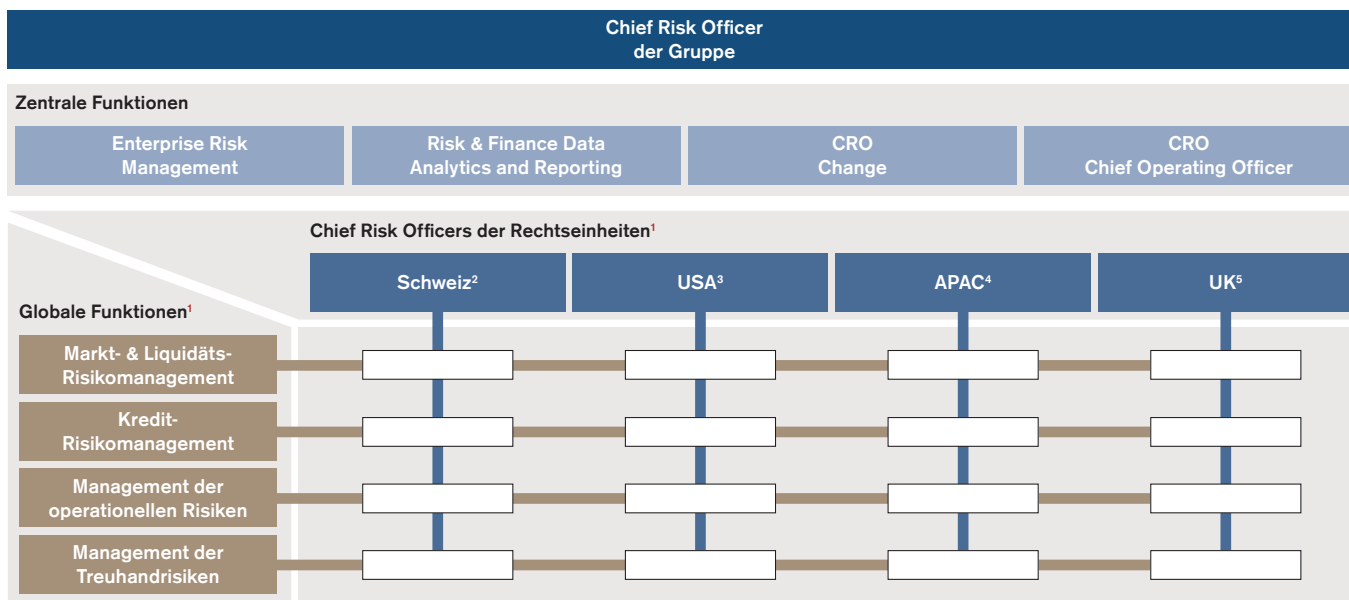 Chief Risk Officer
der Gruppe
Zentrale Funktionen
Enterprise Risk
Management
Risk & Finance Data
Analytics and Reporting
CRO
Change
CRO
Chief Operating Officer
Chief Risk Officers der Rechtseinheiten¹
Schweiz²
USA³
APAC⁴
UK⁵
Globale Funktionen¹
Markt- & Liquidäts-
Risikomanagement
Kredit-
Risikomanagement
Management der
operationellen Risiken
Management der
Treuhandrisiken